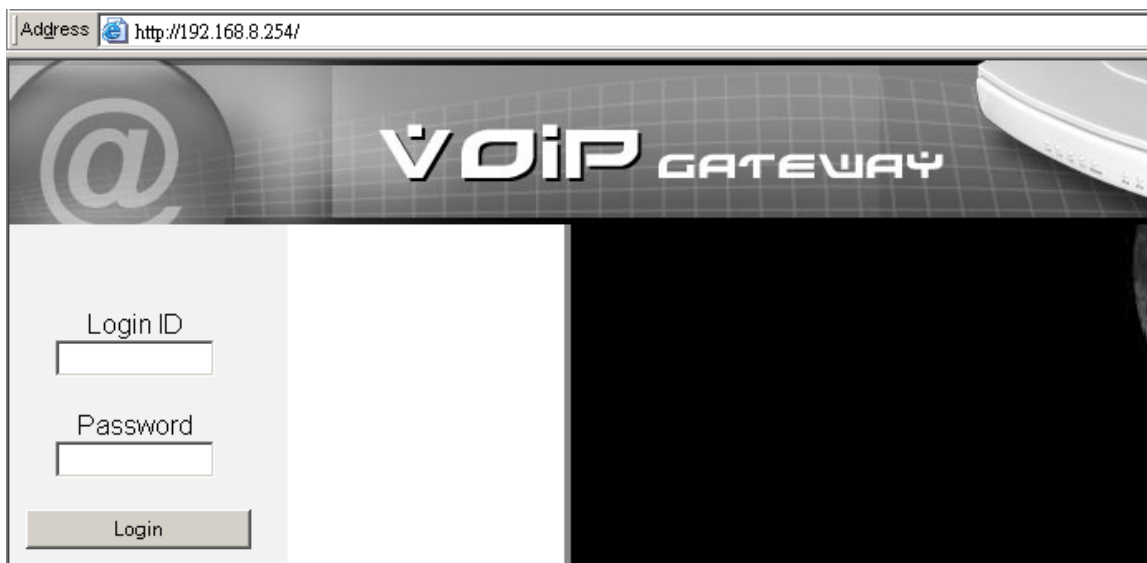 Address http://192.168.8.254/
@
VOiP GATEWAY
Login ID
Password
Login